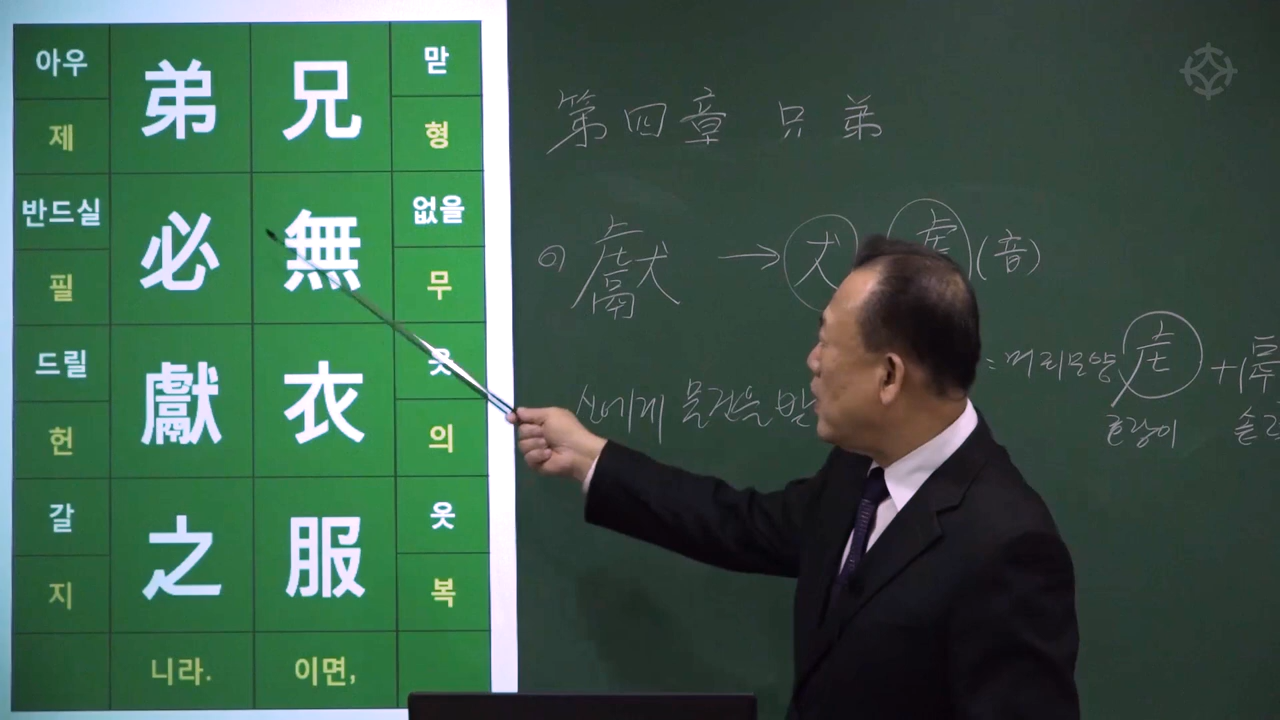 맏 형 兄
없을 무 無
옷 의 衣
옷 복 服
이면,
아우 제 弟
반드실 필 必
드릴 헌 獻
갈 지 之
니라.
第四章 兄弟
獻 → 犬 (音)
신에게 물건을 바
: 머리모양 虍 +
호랑이